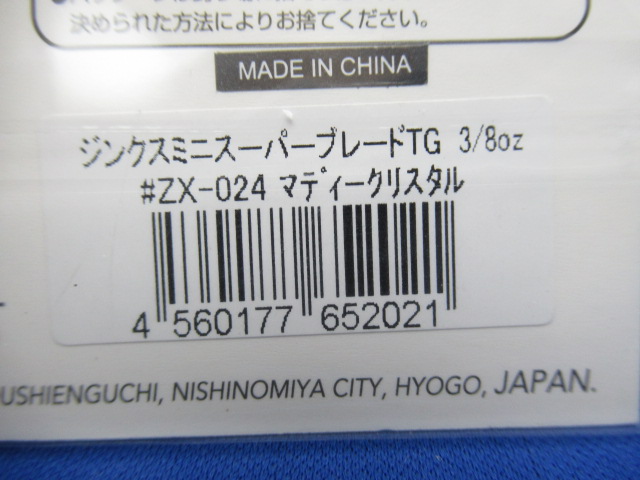 決められた方法によりお捨てください。
MADE IN CHINA
ジンクスミニスーパーブレードTG 3/8oz
#ZX-024 マディークリスタル
4 560177 652021
USHIENGUCHI, NISHINOMIYA CITY, HYOGO, JAPAN.